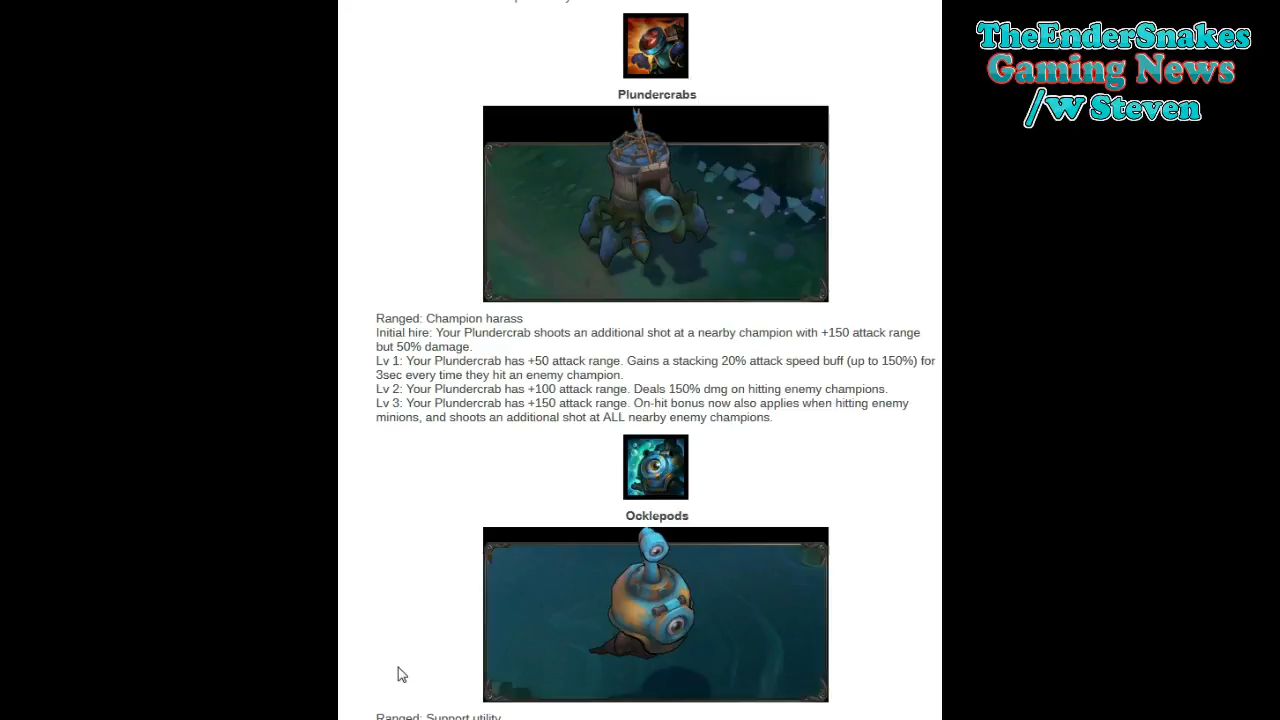 TheEnderSnakes
Gaming News
/W Steven
Plundercrabs
Ranged: Champion harass
Initial hire: Your Plundercrab shoots an additional shot at a nearby champion with +150 attack range
but 50% damage.
Lv 1: Your Plundercrab has +50 attack range. Gains a stacking 20% attack speed buff (up to 150%) for
3sec every time they hit an enemy champion.
Lv 2: Your Plundercrab has +100 attack range. Deals 150% dmg on hitting enemy champions.
Lv 3: Your Plundercrab has +150 attack range. On-hit bonus now also applies when hitting enemy
minions, and shoots an additional shot at ALL nearby enemy champions.
Ocklepods
Ranged: Support utility